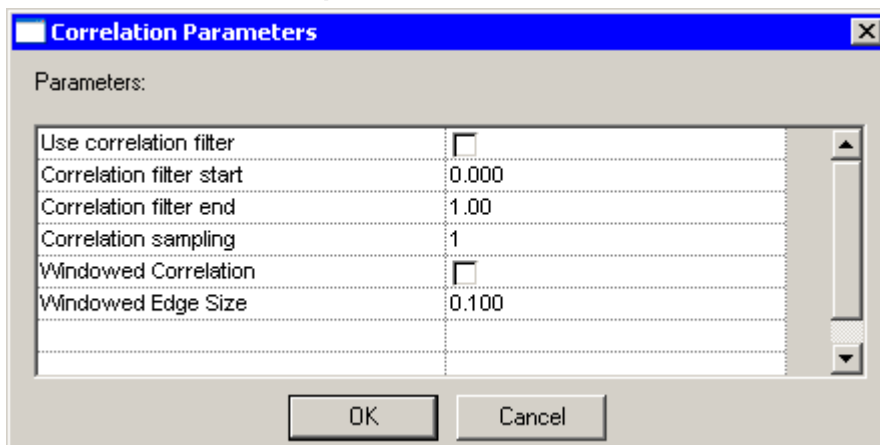 Correlation Parameters
Parameters:
Use correlation filter
Correlation filter start 0.000
Correlation filter end 1.00
Correlation sampling 1
Windowed Correlation
Windowed Edge Size 0.100
OK Cancel